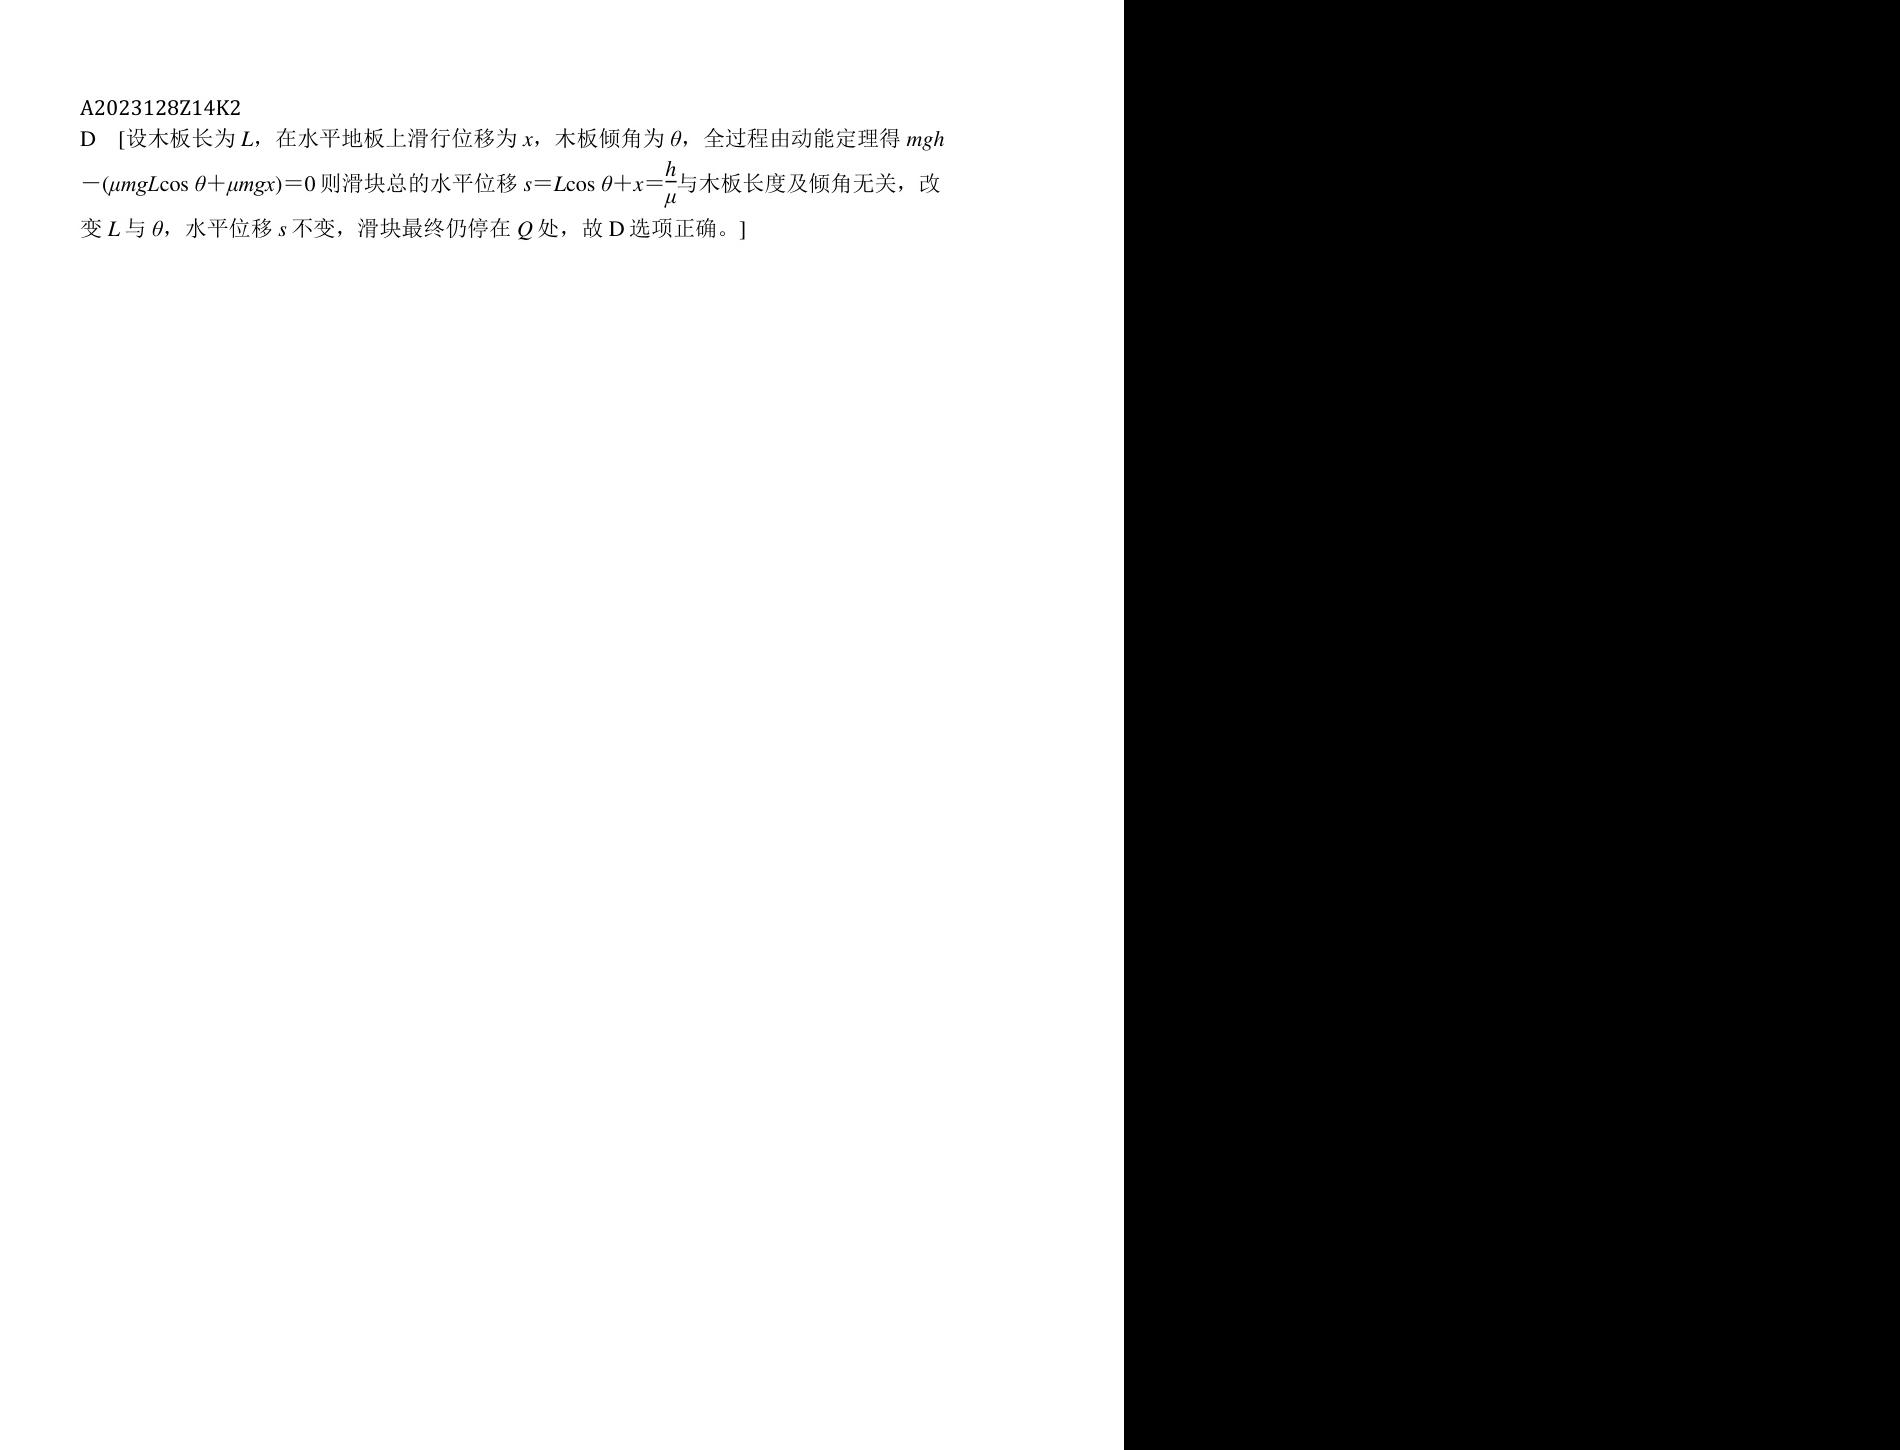 A2023128Z14K2
D　[设木板长为 L，在水平地板上滑行位移为 x，木板倾角为 θ，全过程由动能定理得 mgh
－(μmgLcos θ＋μmgx)＝0 则滑块总的水平位移 s＝Lcos θ＋x＝h/μ与木板长度及倾角无关，改
变 L 与 θ，水平位移 s 不变，滑块最终仍停在 Q 处，故 D 选项正确。]